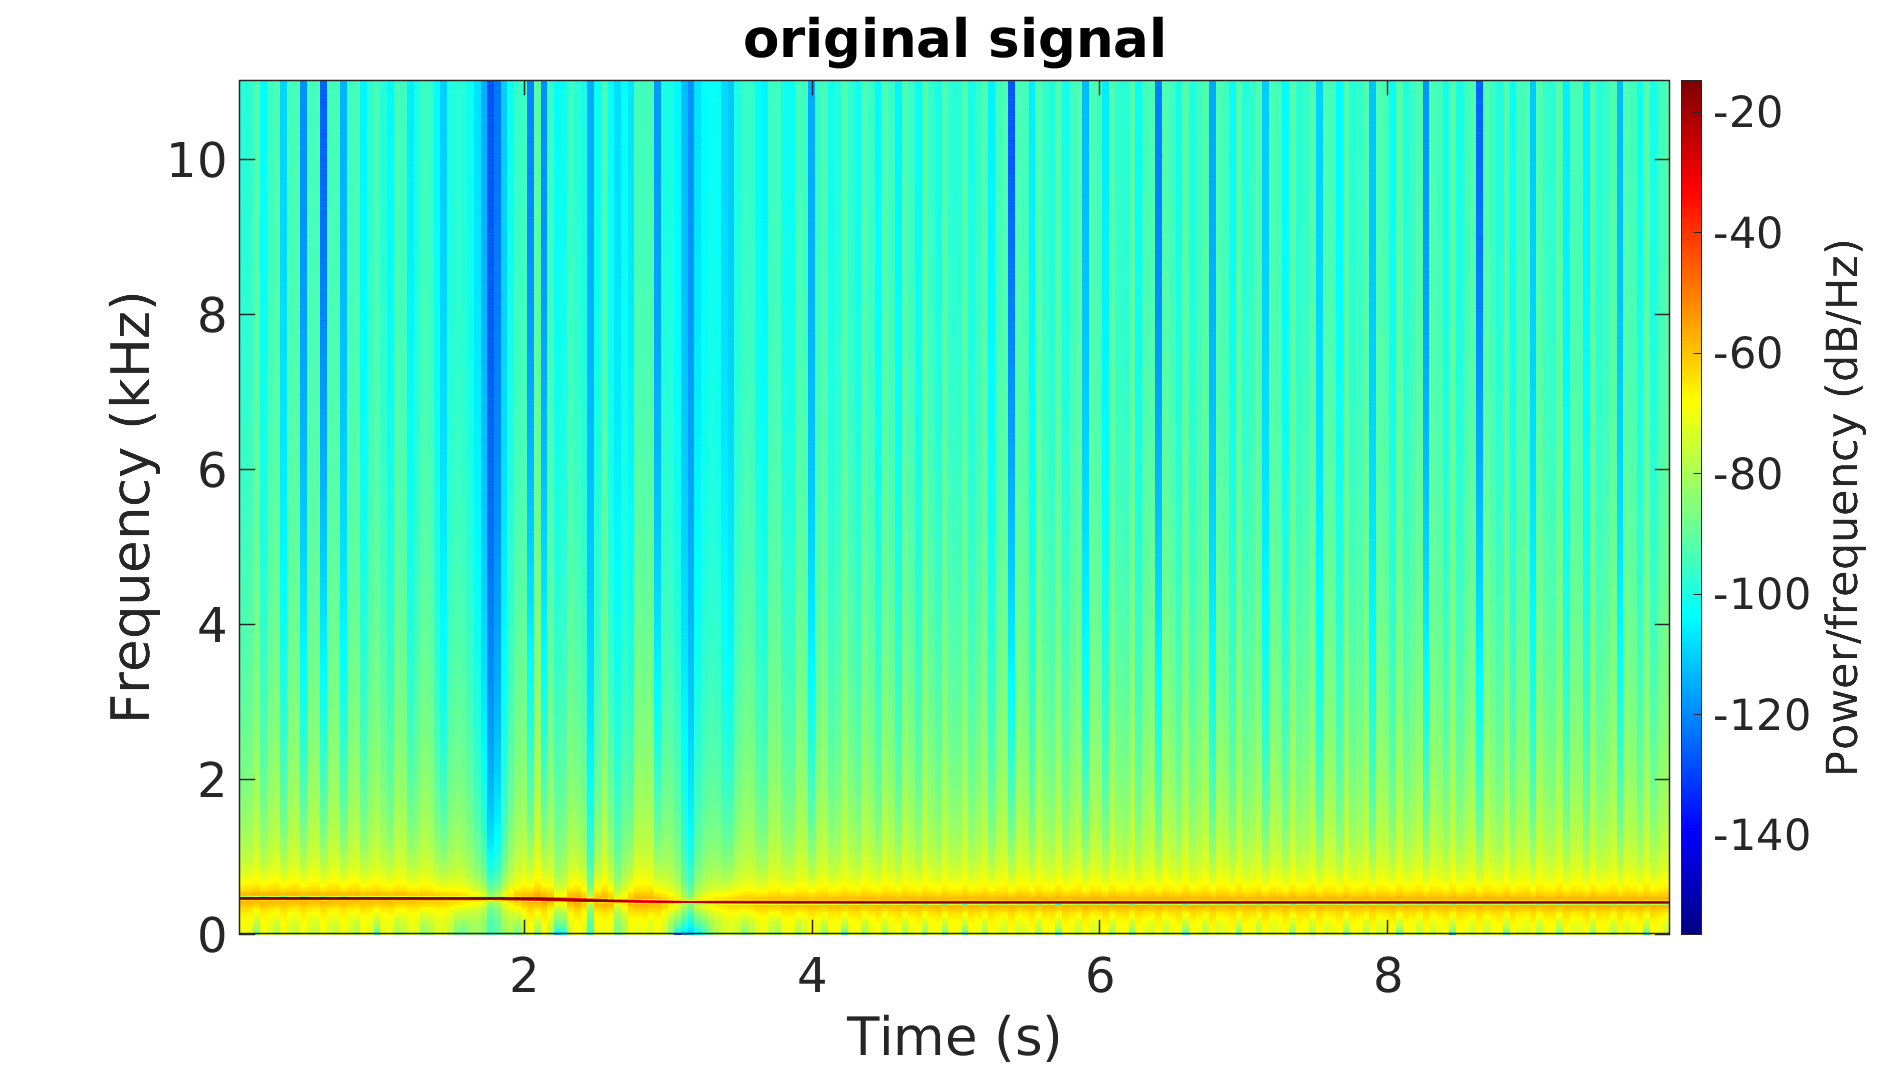 original signal
Frequency (kHz)
10
8
6
4
2
0
2 4 6 8
Time (s)
-20
-40
-60
-80
-100
-120
-140
Power/frequency (dB/Hz)